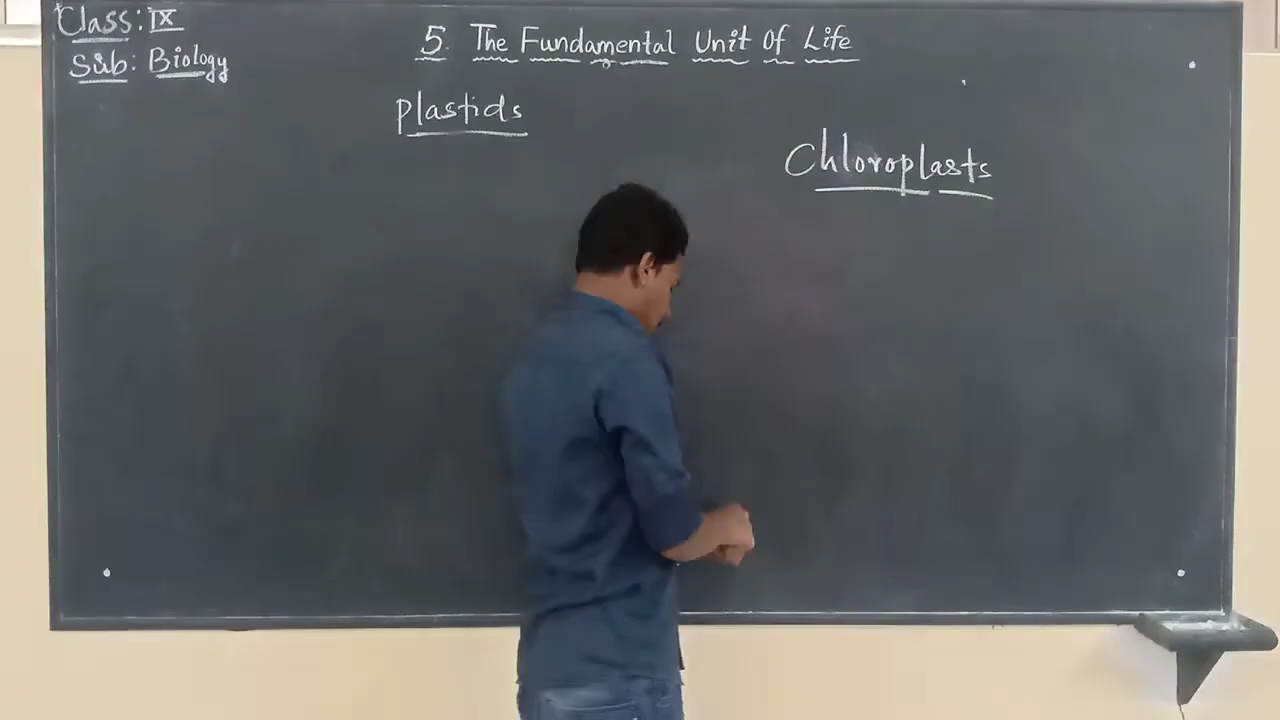 Class: IX
Sub: Biology
5. The Fundamental Unit Of Life
plastids
Chloroplasts